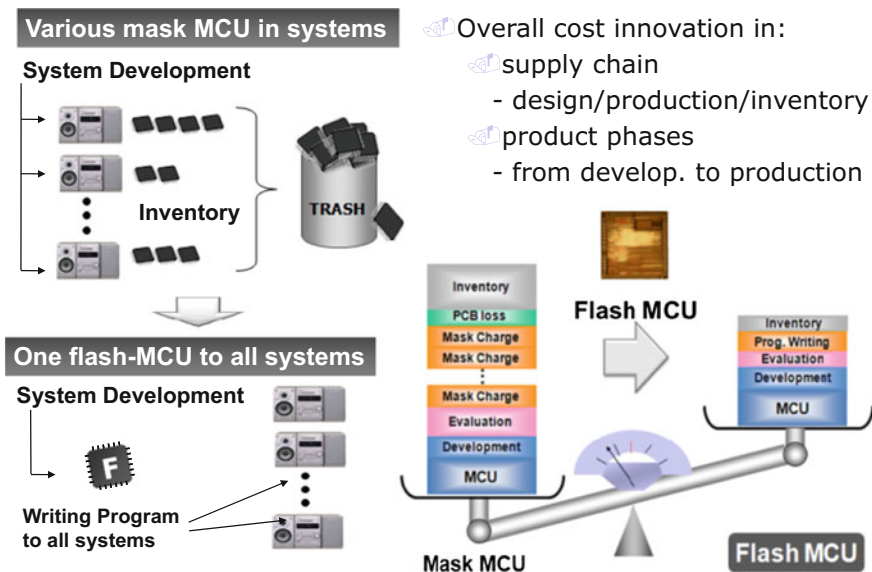 Various mask MCU in systems
System Development
Inventory
TRASH
One flash-MCU to all systems
System Development
F
Writing Program
to all systems
Overall cost innovation in:
supply chain
- design/production/inventory
product phases
- from develop. to production
Inventory
PCB loss
Mask Charge
Mask Charge
Mask Charge
Evaluation
Development
MCU
Mask MCU
Flash MCU
Inventory
Prog. Writing
Evaluation
Development
MCU
Flash MCU